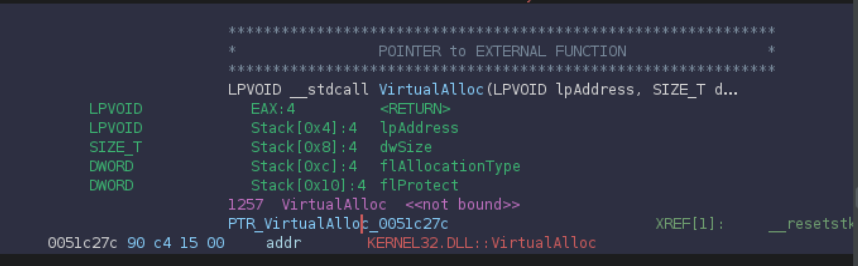 ***************************************************************
* POINTER to EXTERNAL FUNCTION *
***************************************************************
LPVOID __stdcall VirtualAlloc(LPVOID lpAddress, SIZE_T d...
LPVOID EAX:4 <RETURN>
LPVOID Stack[0x4]:4 lpAddress
SIZE_T Stack[0x8]:4 dwSize
DWORD Stack[0xc]:4 flAllocationType
DWORD Stack[0x10]:4 flProtect
1257 VirtualAlloc <<not bound>>
PTR_VirtualAlloc_0051c27c XREF[1]: __resetstk
0051c27c 90 c4 15 00 addr KERNEL32.DLL::VirtualAlloc